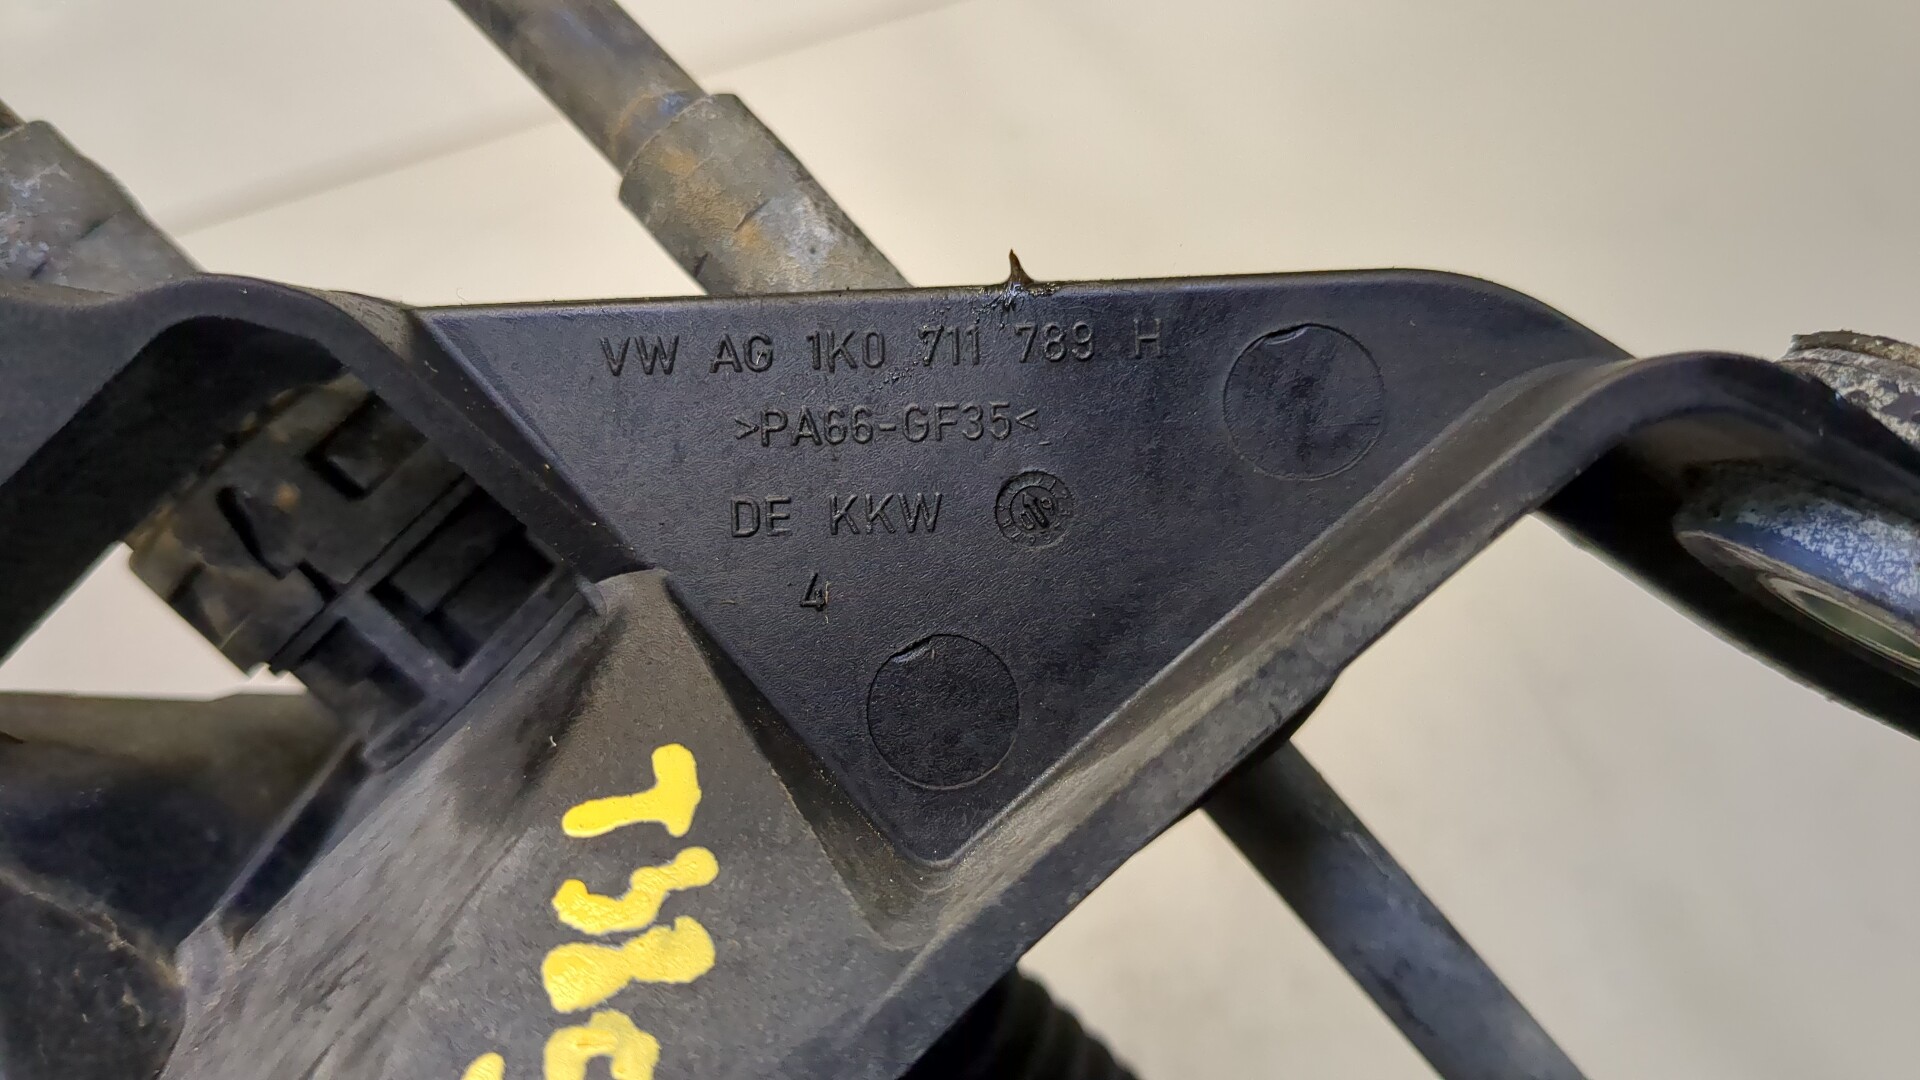 VW AG 1K0 711 789 H
>PA66-GF35<
DE KKW
4